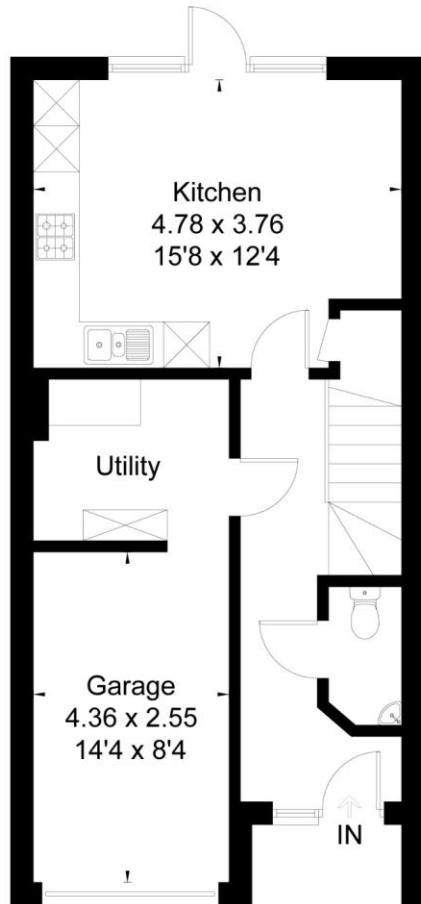 Kitchen
4.78 x 3.76
15'8 x 12'4
Utility
Garage
4.36 x 2.55
14'4 x 8'4
IN